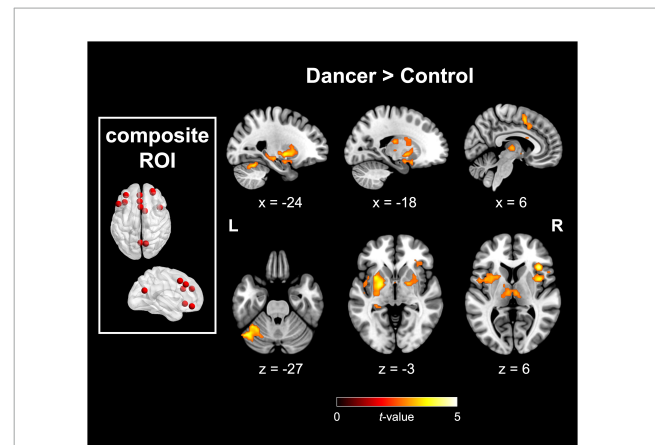 Dancer > Control
composite
ROI
x = -24
x = -18
x = 6
L
R
z = -27
z = -3
z = 6
0
t-value
5